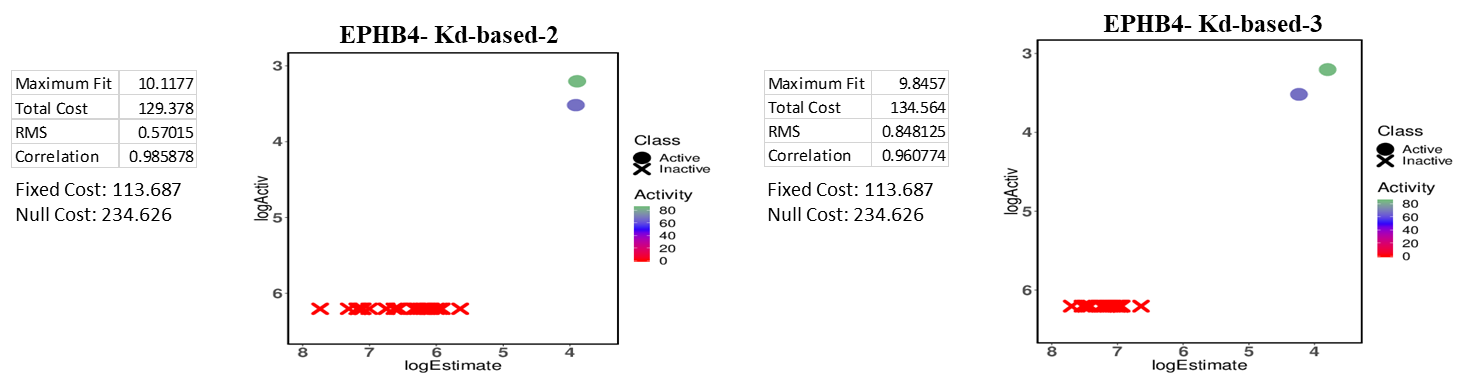 EPHB4- Kd-based-2
Maximum Fit 10.1177
Total Cost 129.378
RMS 0.57015
Correlation 0.985878
Fixed Cost: 113.687
Null Cost: 234.626
logActiv
3
4
5
6
8 7 6 5 4
logEstimate
Class
Active
Inactive
Activity
80
60
40
20
0
EPHB4- Kd-based-3
Maximum Fit 9.8457
Total Cost 134.564
RMS 0.848125
Correlation 0.960774
Fixed Cost: 113.687
Null Cost: 234.626
logActiv
3
4
5
6
8 7 6 5 4
logEstimate
Class
Active
Inactive
Activity
80
60
40
20
0